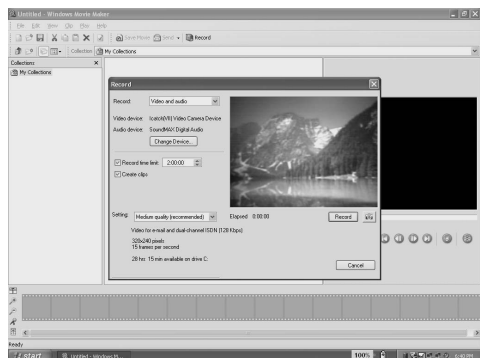 Untitled - Windows Movie Maker
File Edit View Clip Play Help
Save Movie Send Record
Collection: My Collections
Collections
My Collections
Record
Record: Video and audio
Video device: Icatch(VII) Video Camera Device
Audio device: SoundMAX Digital Audio
Change Device...
Record time limit: 2:00:00
Create clips
Setting: Medium quality (recommended)
Elapsed 0:00:00
Record
Video for e-mail and dual-channel ISDN (128 Kbps)
320x240 pixels
15 frames per second
28 hr. 15 min available on drive C:
Cancel
Ready
start
Untitled - Windows M...
100%
6:40 PM